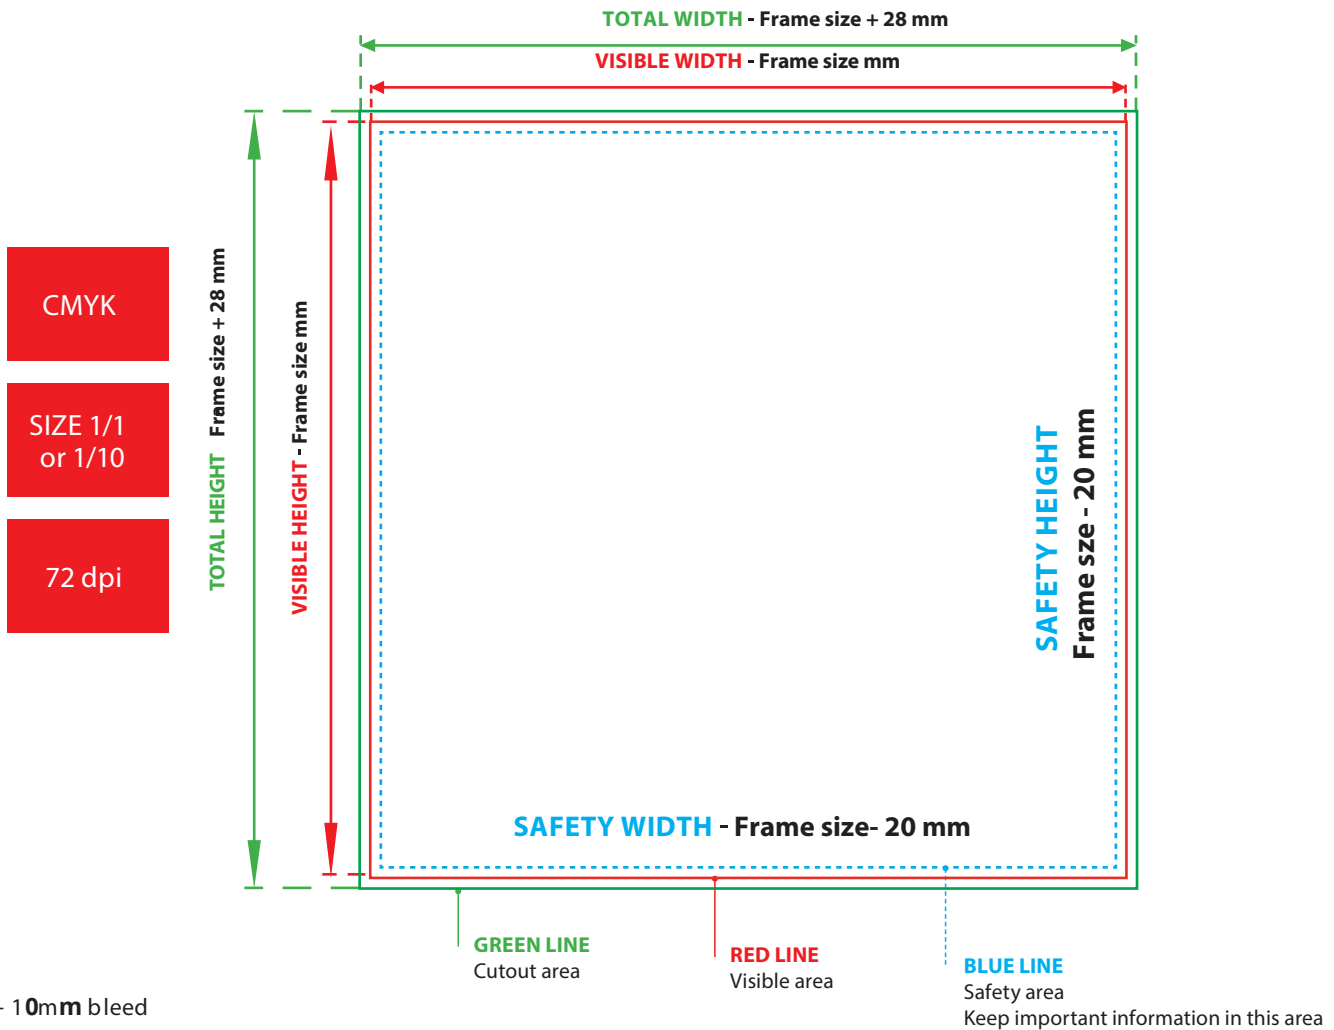 TOTAL WIDTH - Frame size + 28 mm
VISIBLE WIDTH - Frame size mm
CMYK
SIZE 1/1
or 1/10
72 dpi
TOTAL HEIGHT Frame size + 28 mm
VISIBLE HEIGHT - Frame size mm
SAFETY HEIGHT
Frame sze - 20 mm
SAFETY WIDTH - Frame size- 20 mm
GREEN LINE
Cutout area
RED LINE
Visible area
BLUE LINE
Safety area
Keep important information in this area
- 10mm bleed